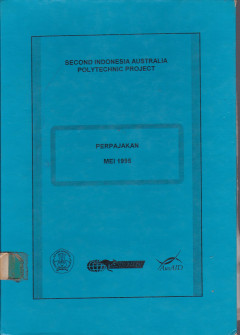 SECOND INDONESIA AUSTRALIA
POLYTECHNIC PROJECT
PERPAJAKAN
MEI 1999